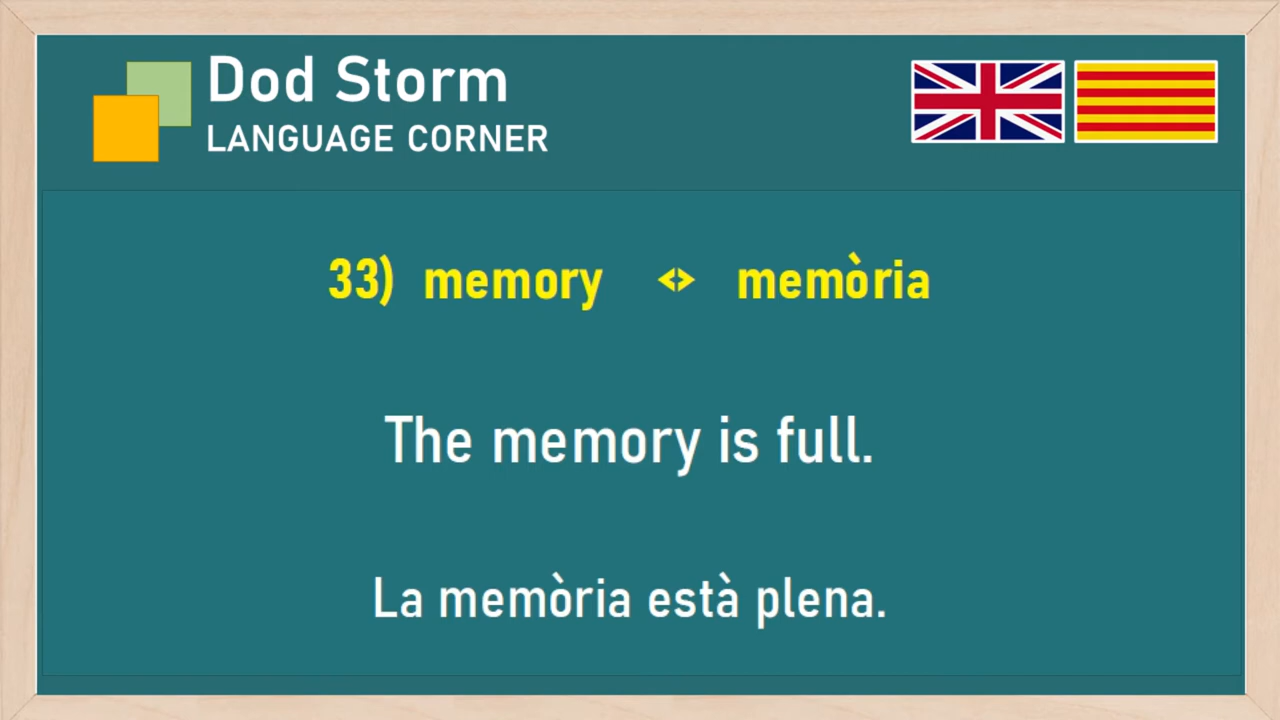 Dod Storm
LANGUAGE CORNER
33) memory <> memòria
The memory is full.
La memòria està plena.